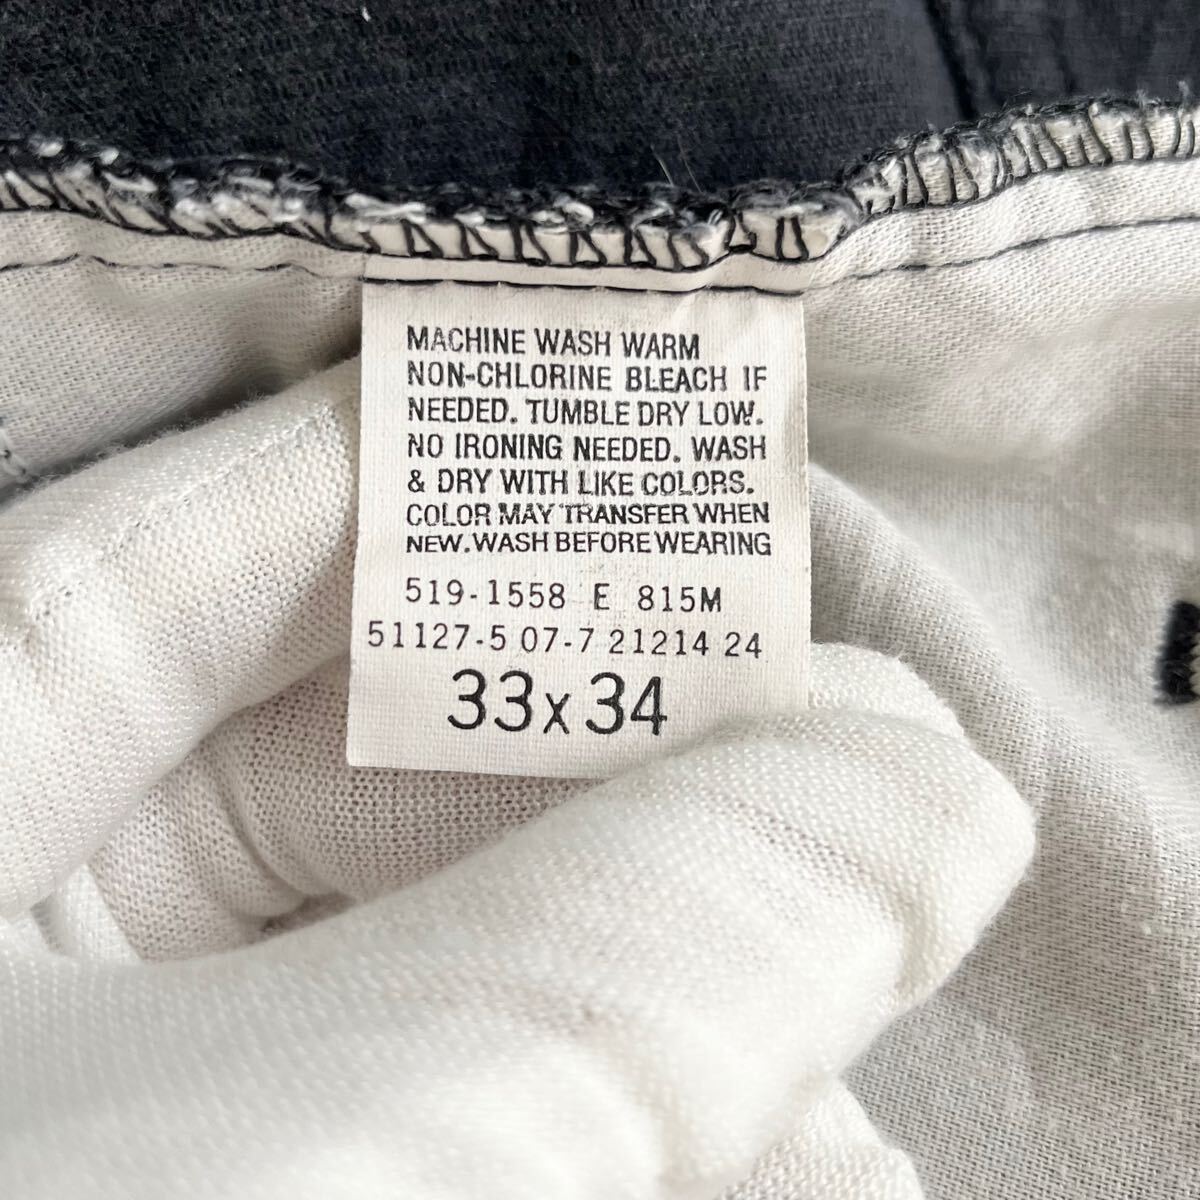 MACHINE WASH WARM
NON-CHLORINE BLEACH IF
NEEDED. TUMBLE DRY LOW.
NO IRONING NEEDED. WASH
& DRY WITH LIKE COLORS.
COLOR MAY TRANSFER WHEN
NEW. WASH BEFORE WEARING
519-1558 E 815M
51127-5 07-7 21214 24
33x34